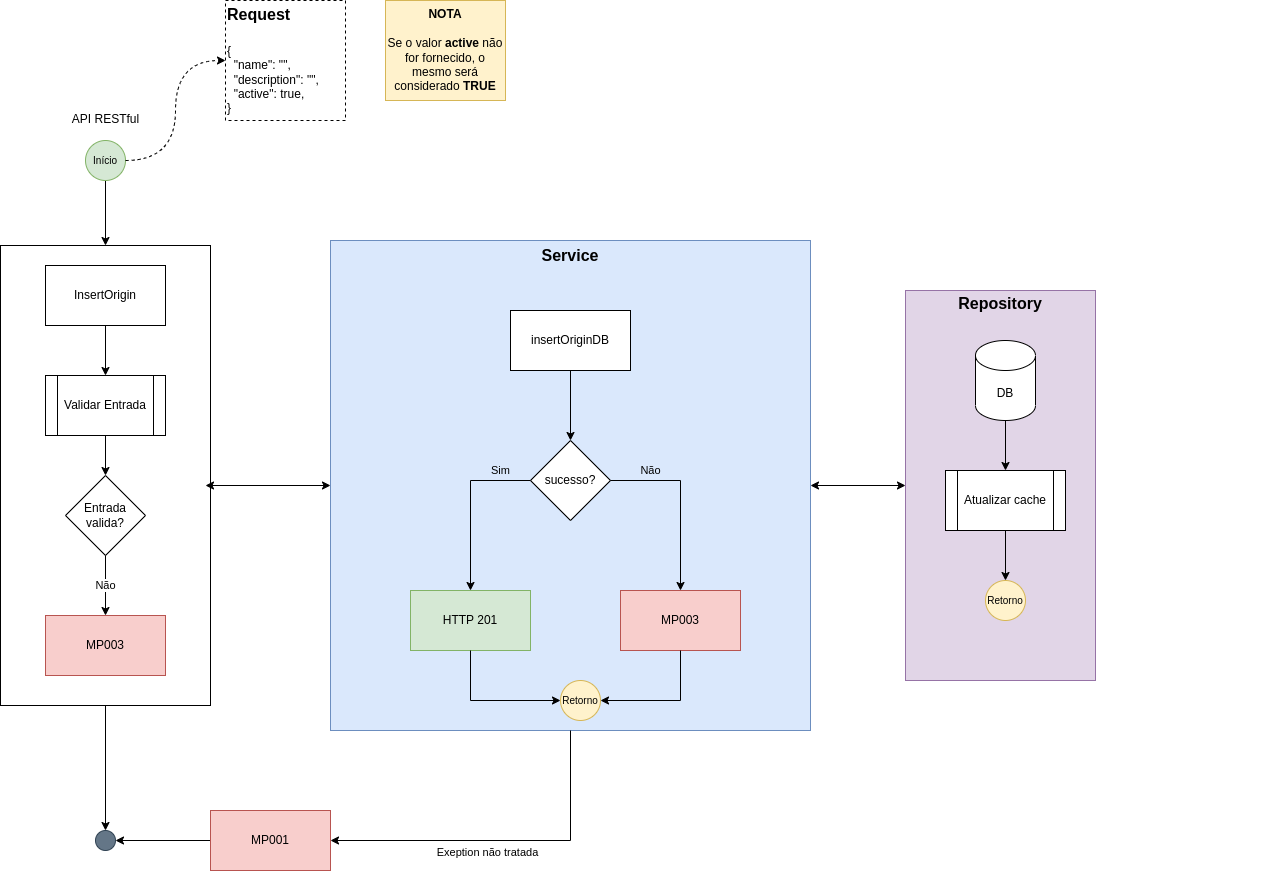 Request
{
"name": "",
"description": "",
"active": true,
}
NOTA
Se o valor active não
for fornecido, o
mesmo será
considerado TRUE
API RESTful
Início
InsertOrigin
Validar Entrada
Entrada
valida?
Não
MP003
Service
insertOriginDB
sucesso?
Sim
Não
HTTP 201
MP003
Retorno
Repository
DB
Atualizar cache
Retorno
MP001
Exeption não tratada